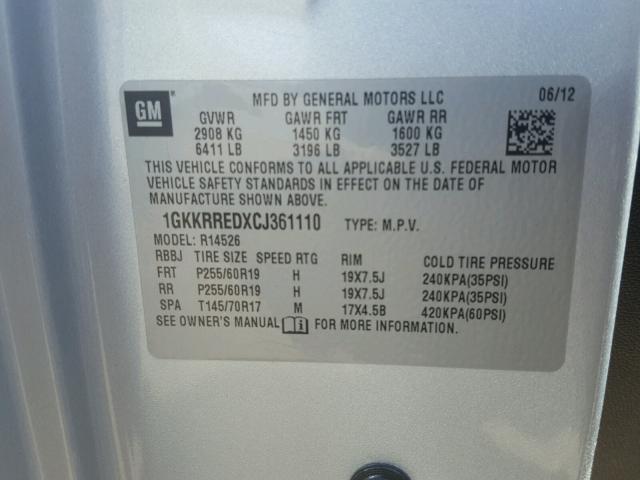 GM
MFD BY GENERAL MOTORS LLC 06/12
GVWR GAWR FRT GAWR RR
2908 KG 1450 KG 1600 KG
6411 LB 3196 LB 3527 LB
THIS VEHICLE CONFORMS TO ALL APPLICABLE U.S. FEDERAL MOTOR
VEHICLE SAFETY STANDARDS IN EFFECT ON THE DATE OF
MANUFACTURE SHOWN ABOVE.
1GKKRREDXCJ361110 TYPE: M.P.V.
MODEL: R14526
RBBJ TIRE SIZE SPEED RTG RIM COLD TIRE PRESSURE
FRT P255/60R19 H 19X7.5J 240KPA(35PSI)
RR P255/60R19 H 19X7.5J 240KPA(35PSI)
SPA T145/70R17 M 17X4.5B 420KPA(60PSI)
SEE OWNER'S MANUAL FOR MORE INFORMATION.